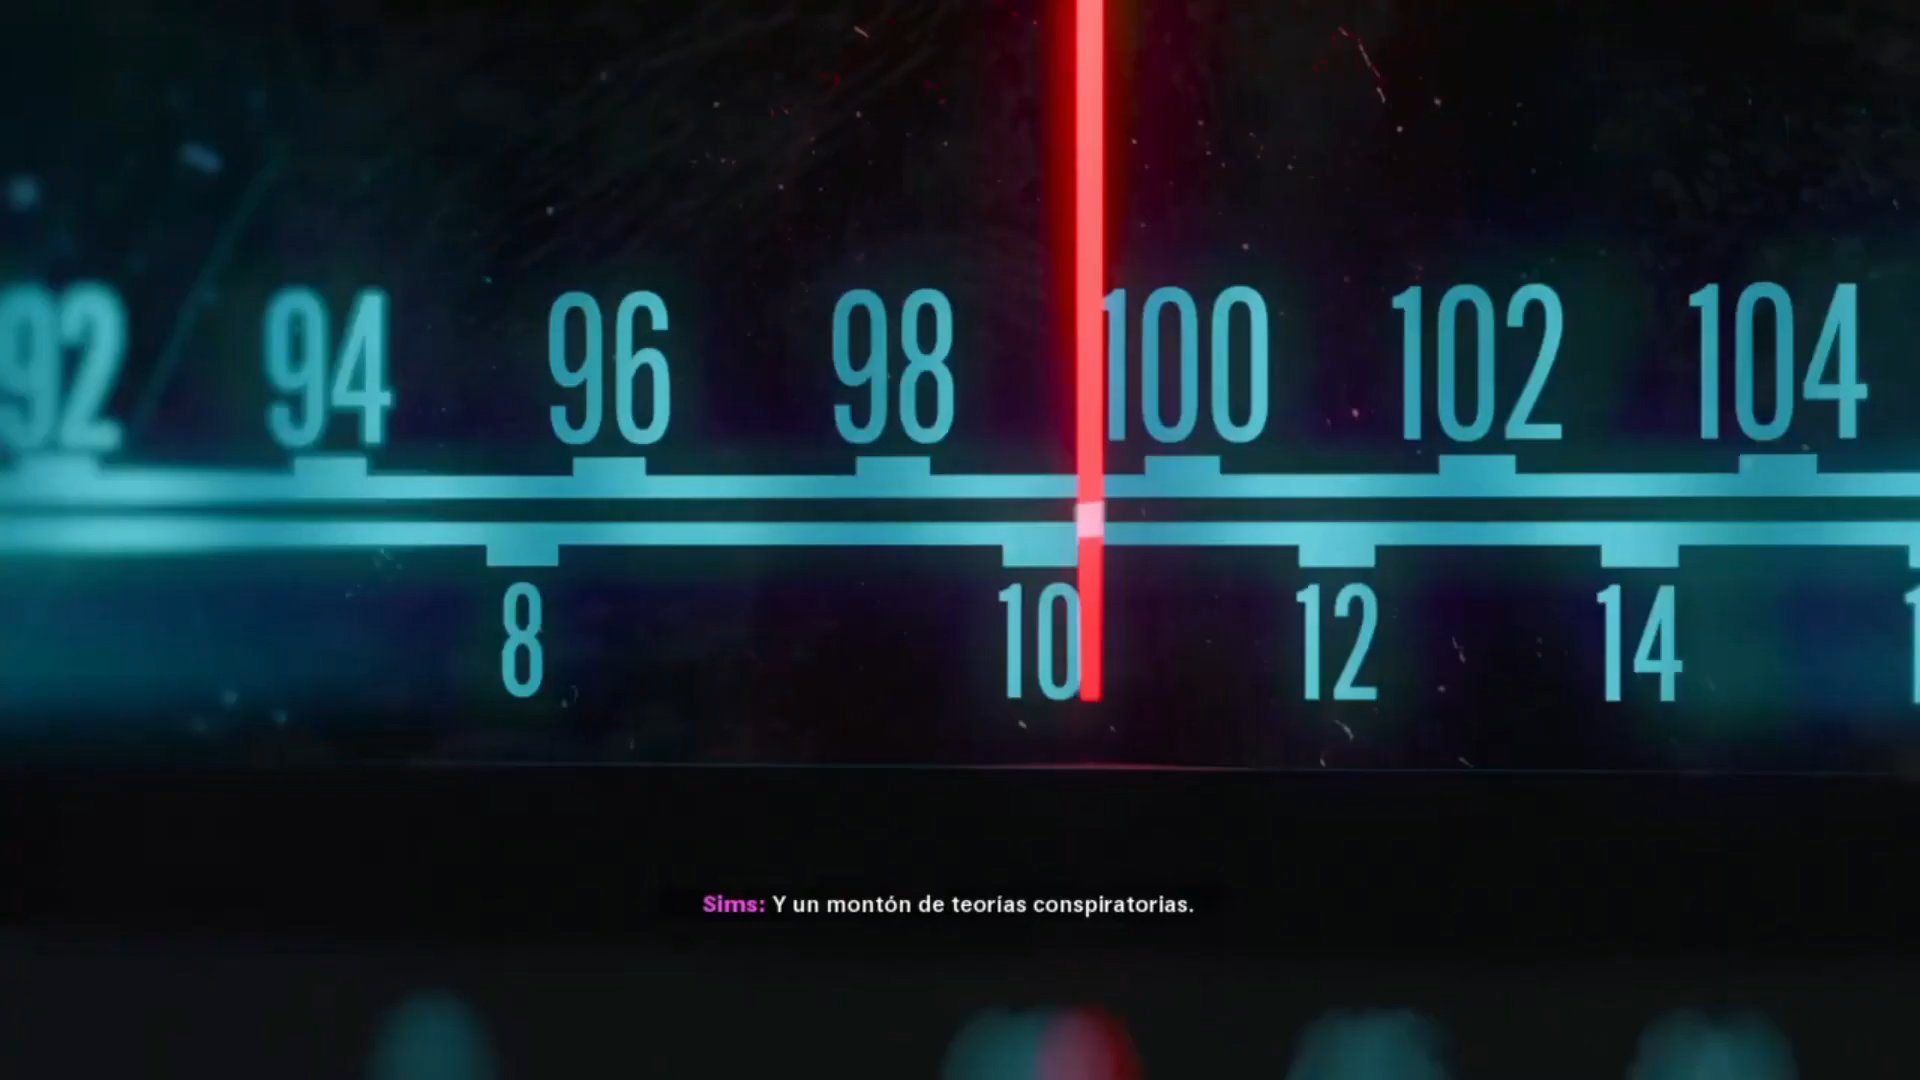 92 94 96 98 100 102 104
8 10 12 14
Sims: Y un montón de teorías conspiratorias.